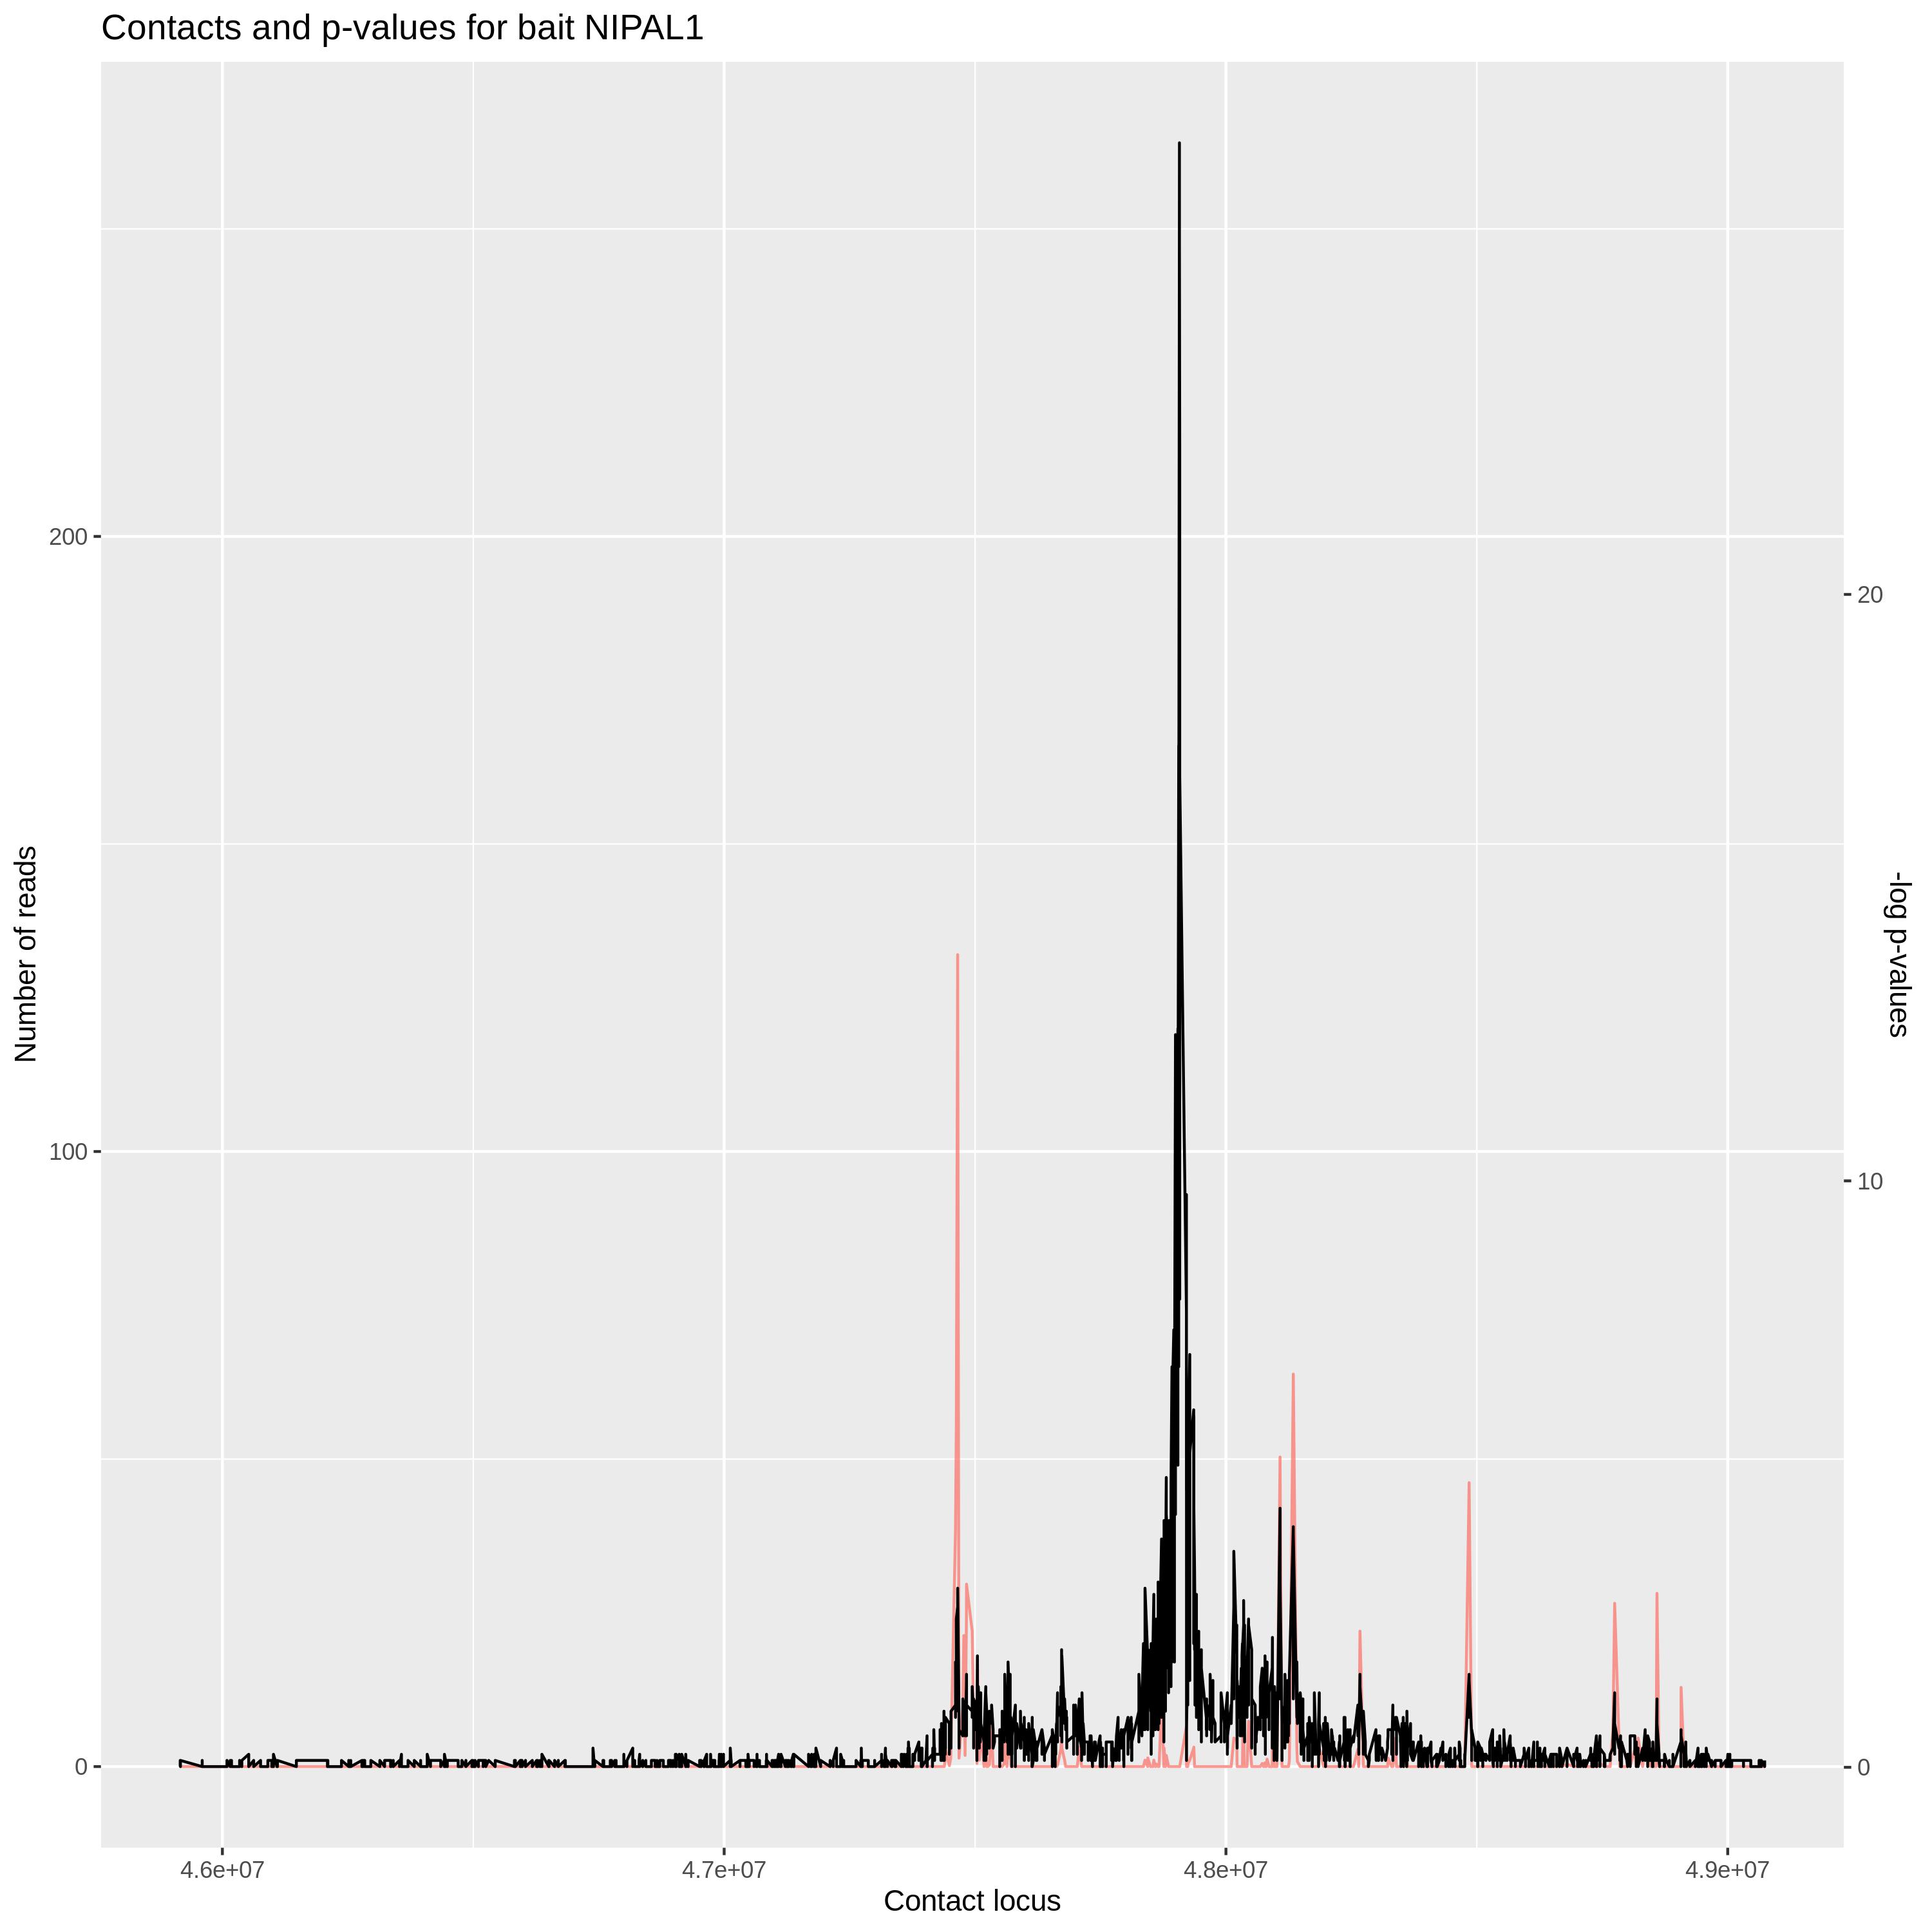 Contacts and p-values for bait NIPAL1
200
100
0
Number of reads
20
10
0
-log p-values
4.6e+07
4.7e+07
4.8e+07
4.9e+07
Contact locus